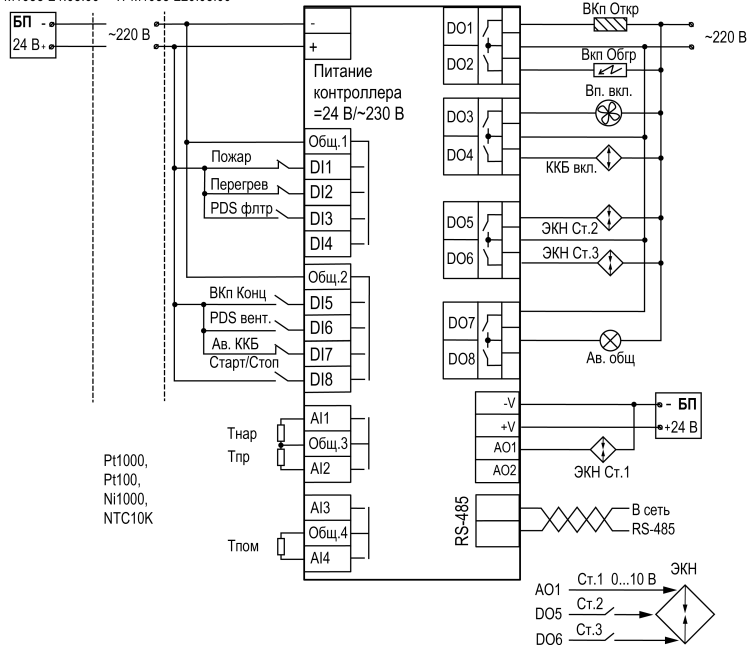 БП -
24 В+
~220 В
-
+
Питание
контроллера
=24 В/~230 В
Общ.1
Пожар
DI1
Перегрев
DI2
PDS флтр
DI3
DI4
Общ.2
ВКп Конц
DI5
PDS вент.
DI6
Ав. ККБ
DI7
Старт/Стоп
DI8
AI1
Тнар
Общ.3
Тпр
AI2
Pt1000,
Pt100,
Ni1000,
NTC10K
AI3
Общ.4
Тпом
AI4
DO1
ВКп Откр
~220 В
DO2
Вкп Обгр
DO3
Вп. вкл.
DO4
ККБ вкл.
DO5
ЭКН Ст.2
DO6
ЭКН Ст.3
DO7
DO8
Ав. общ
-V
- БП
+V
+24 В
AO1
ЭКН Ст.1
AO2
RS-485
В сеть
RS-485
ЭКН
AO1 Ст.1 0...10 В
DO5 Ст.2
DO6 Ст.3